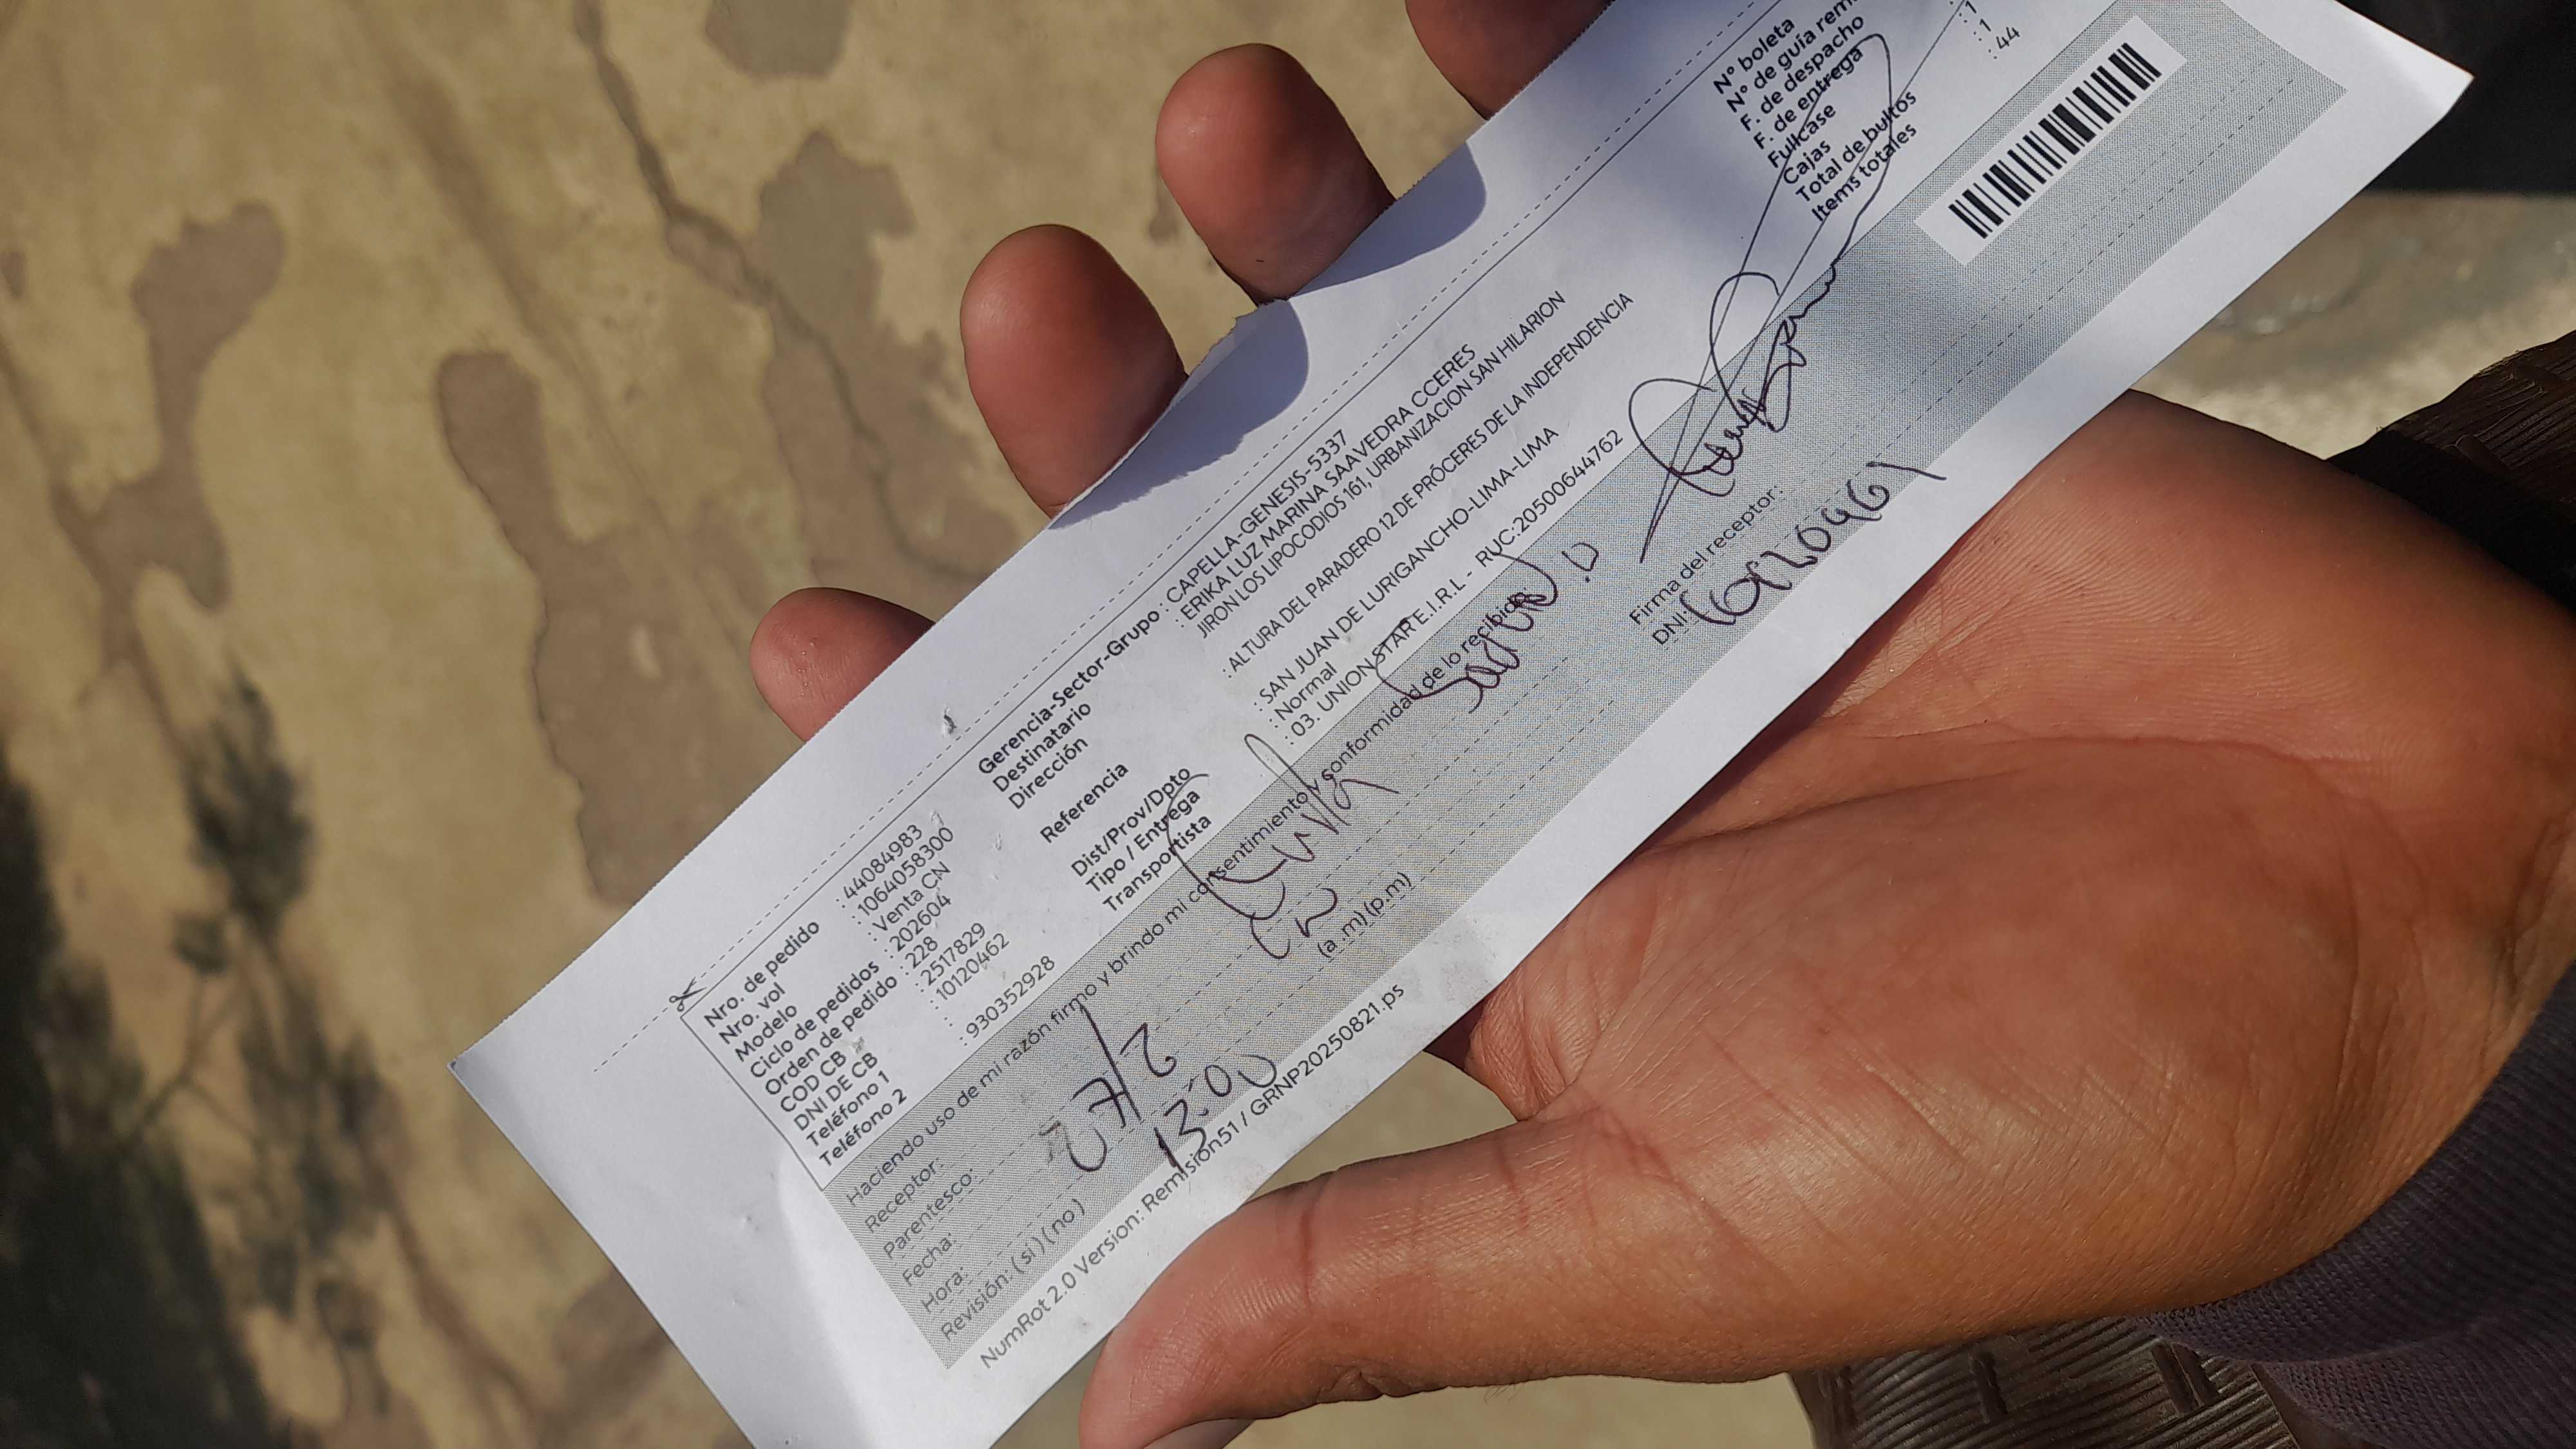 Nro. de pedido : 44084983
Nro. vol : 1064058300
Modelo : Venta CN
Ciclo de pedidos : 202604
Orden de pedido : 228
COD CB : 2517829
DNI DE CB : 10120462
Teléfono 1 :
Teléfono 2 : 930352928
Gerencia-Sector-Grupo : CAPELLA-GENESIS-5337
Destinatario : ERIKA LUZ MARINA SAAVEDRA CCERES
Dirección JIRON LOS LIPOCODIOS 161, URBANIZACION SAN HILARION
Referencia : ALTURA DEL PARADERO 12 DE PRÓCERES DE LA INDEPENDENCIA
Dist/Prov/Dpto : SAN JUAN DE LURIGANCHO-LIMA-LIMA
Tipo / Entrega : Normal
Transportista : 03. UNION STAR E.I.R.L - RUC:20500644762
N° boleta
N° de guía
F. de despacho
F. de entrega
Fullcase
Cajas : 1
Total de bultos : 1
Items totales : 44
Haciendo uso de mi razón firmo y brindo mi consentimiento y conformidad de lo recibido
Receptor:
Parentesco:
Fecha:
Hora: 13:00 (a.m) (p.m)
Revisión: ( si ) ( no )
Firma del receptor:
DNI:
NumRot 2.0 Version: Remision51 / GRNP20250821.ps